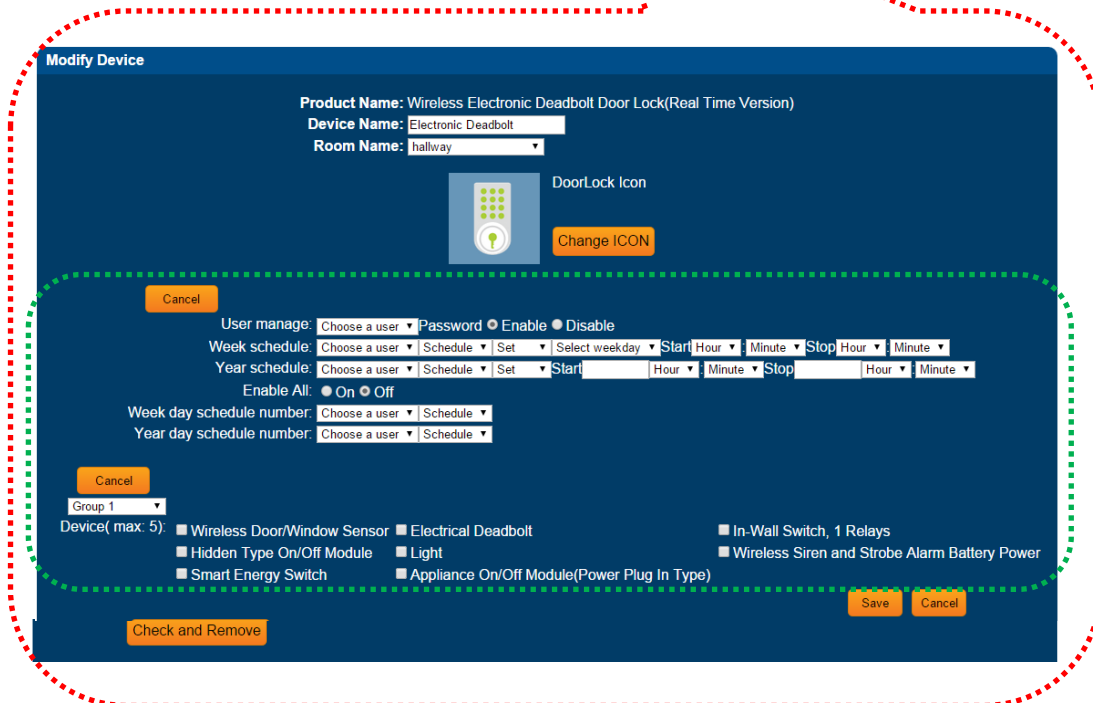 Modify Device
Product Name: Wireless Electronic Deadbolt Door Lock(Real Time Version)
Device Name: Electronic Deadbolt
Room Name: hallway
DoorLock Icon
Change ICON
Cancel
User manage: Choose a user Password Enable Disable
Week schedule: Choose a user Schedule Set Select weekday Start Hour : Minute Stop Hour : Minute
Year schedule: Choose a user Schedule Set Start Hour : Minute Stop Hour : Minute
Enable All: On Off
Week day schedule number: Choose a user Schedule
Year day schedule number: Choose a user Schedule
Cancel
Group 1
Device( max: 5): Wireless Door/Window Sensor Electrical Deadbolt In-Wall Switch, 1 Relays
Hidden Type On/Off Module Light Wireless Siren and Strobe Alarm Battery Power
Smart Energy Switch Appliance On/Off Module(Power Plug In Type)
Save Cancel
Check and Remove